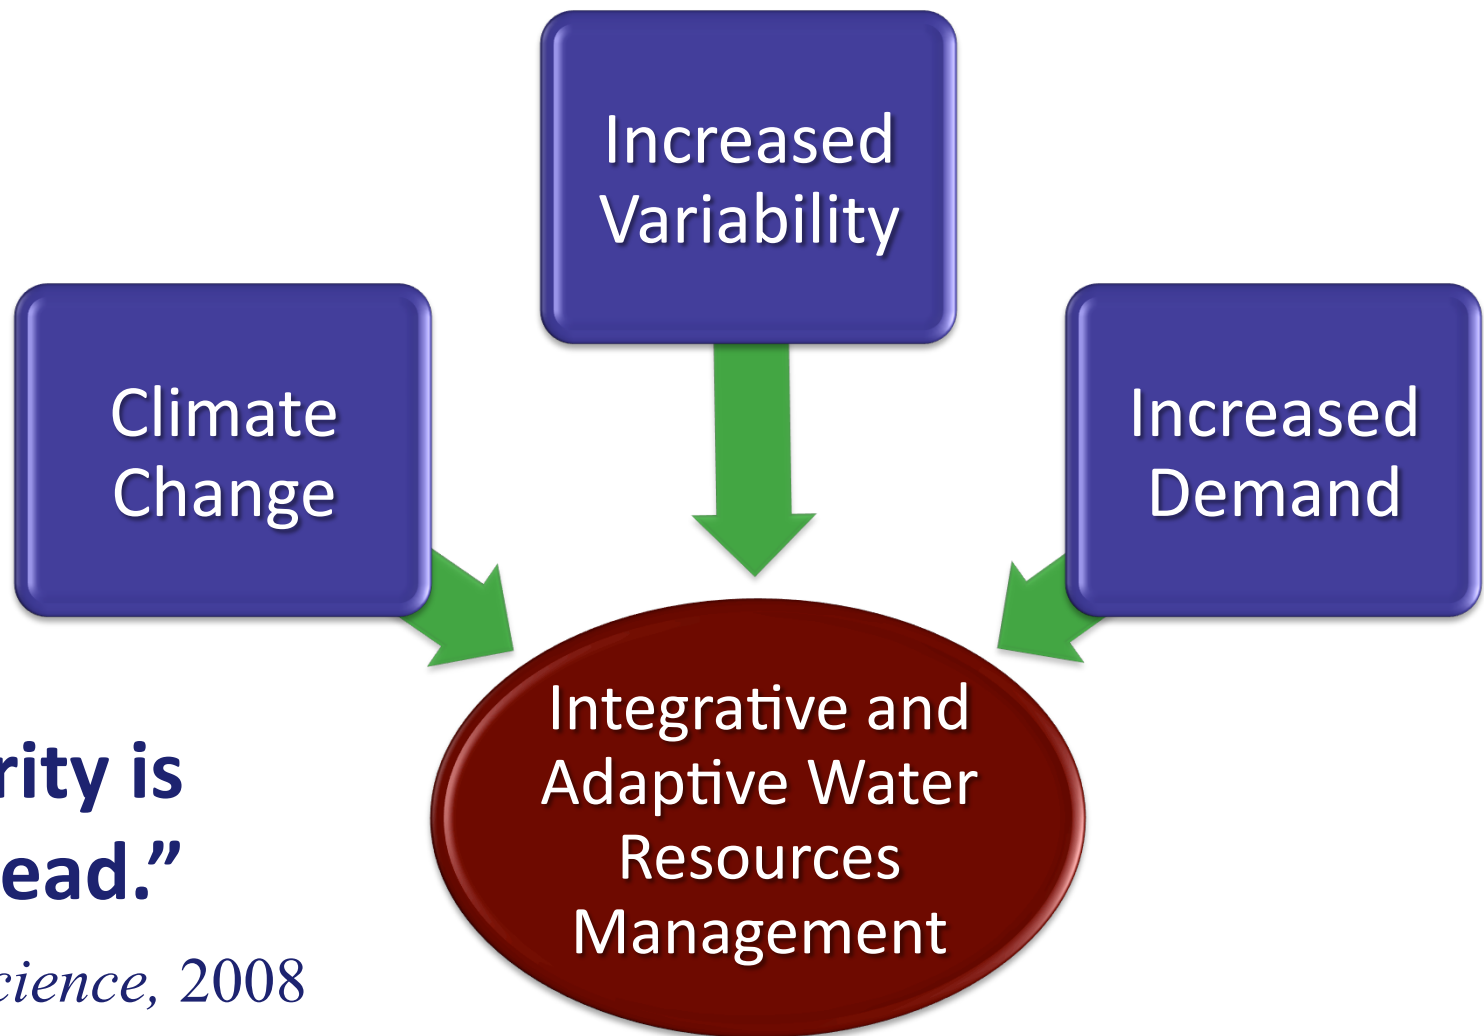 Increased
Variability
Climate
Change
Increased
Demand
Integrative and
Adaptive Water
Resources
Management
rity is
ead.”
cience, 2008